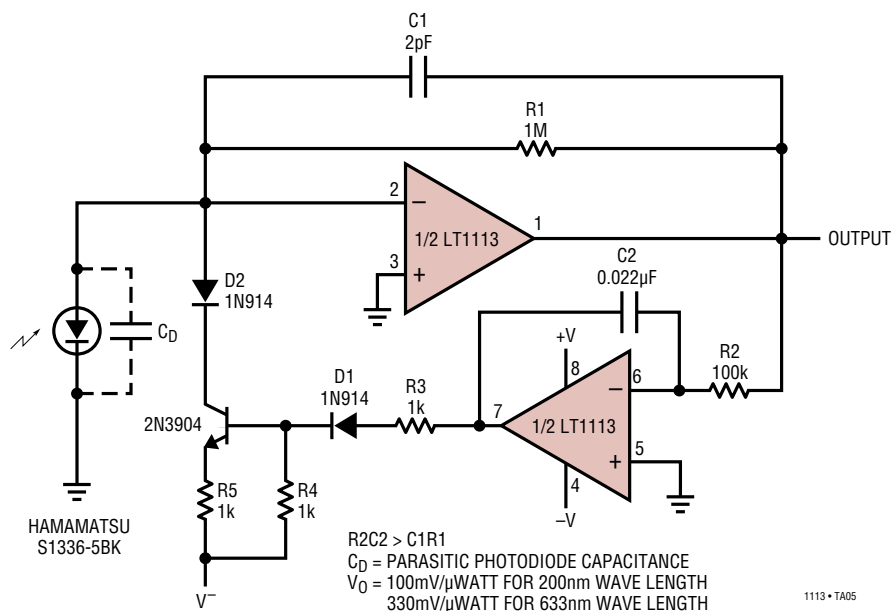 C1
2pF
R1
1M
2
–
1/2 LT1113
1
3
+
OUTPUT
D2
1N914
C2
0.022µF
CD
+V
R2
100k
D1
1N914
R3
1k
8
–
6
7
1/2 LT1113
2N3904
+
5
4
–V
R5
1k
R4
1k
HAMAMATSU
S1336-5BK
V–
R2C2 > C1R1
CD = PARASITIC PHOTODIODE CAPACITANCE
VO = 100mV/µWATT FOR 200nm WAVE LENGTH
330mV/µWATT FOR 633nm WAVE LENGTH
1113 • TA05